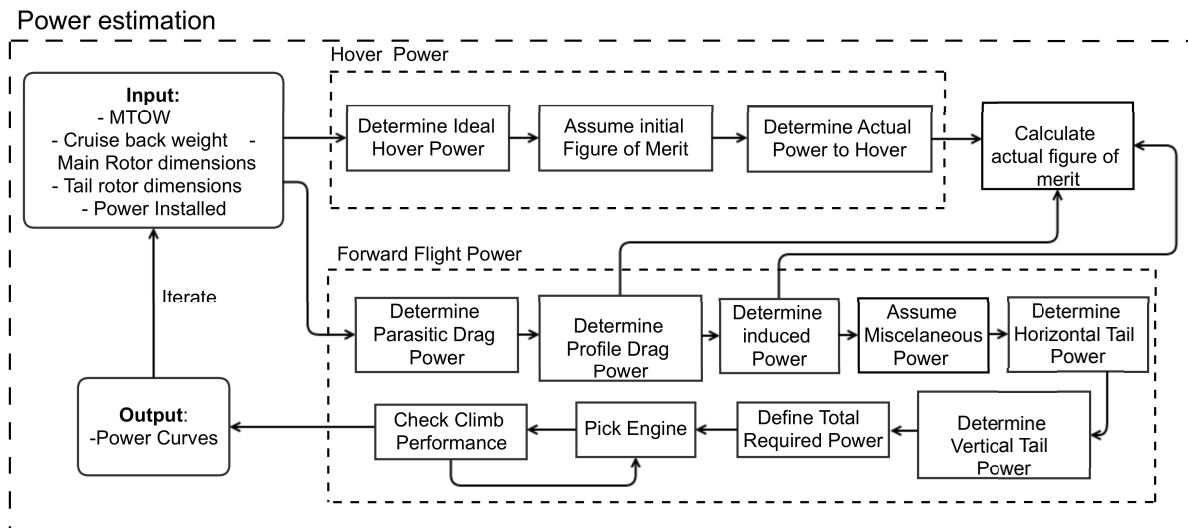 Power estimation
Hover Power
Input:
- MTOW
- Cruise back weight -
Main Rotor dimensions
- Tail rotor dimensions
- Power Installed
Determine Ideal
Hover Power
Assume initial
Figure of Merit
Determine Actual
Power to Hover
Calculate
actual figure of
merit
Forward Flight Power
Iterate
Determine
Parasitic Drag
Power
Determine
Profile Drag
Power
Determine
induced
Power
Assume
Miscelaneous
Power
Determine
Horizontal Tail
Power
Output:
-Power Curves
Check Climb
Performance
Pick Engine
Define Total
Required Power
Determine
Vertical Tail
Power